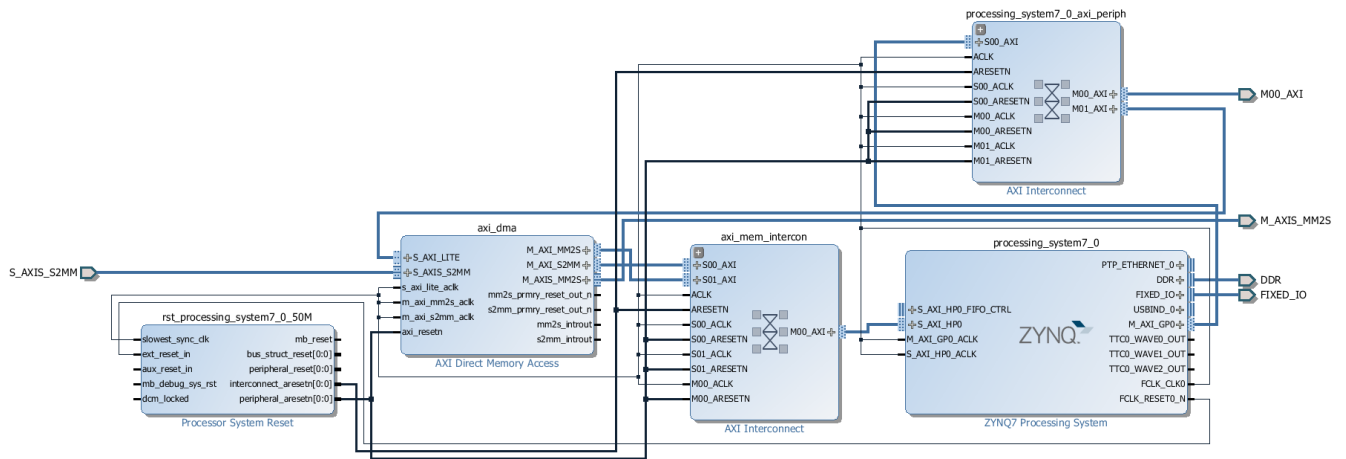 processing_system7_0_axi_periph
S00_AXI
ACLK
ARESETN
S00_ACLK
S00_ARESETN
M00_ACLK
M00_ARESETN
M01_ACLK
M01_ARESETN
M00_AXI
M01_AXI
AXI Interconnect
M00_AXI
M_AXIS_MM2S
DDR
FIXED_IO
S_AXIS_S2MM
axi_dma
S_AXI_LITE
S_AXIS_S2MM
s_axi_lite_aclk
m_axi_mm2s_aclk
m_axi_s2mm_aclk
axi_resetn
M_AXI_MM2S
M_AXI_S2MM
M_AXIS_MM2S
mm2s_prmry_reset_out_n
s2mm_prmry_reset_out_n
mm2s_introut
s2mm_introut
AXI Direct Memory Access
axi_mem_intercon
S00_AXI
S01_AXI
ACLK
ARESETN
S00_ACLK
S00_ARESETN
S01_ACLK
S01_ARESETN
M00_ACLK
M00_ARESETN
M00_AXI
AXI Interconnect
processing_system7_0
S_AXI_HP0_FIFO_CTRL
S_AXI_HP0
M_AXI_GP0_ACLK
S_AXI_HP0_ACLK
ZYNQ
PTP_ETHERNET_0
DDR
FIXED_IO
USBIND_0
M_AXI_GP0
TTC0_WAVE0_OUT
TTC0_WAVE1_OUT
TTC0_WAVE2_OUT
FCLK_CLK0
FCLK_RESET0_N
ZYNQ7 Processing System
rst_processing_system7_0_50M
slowest_sync_clk
ext_reset_in
aux_reset_in
mb_debug_sys_rst
dcm_locked
mb_reset
bus_struct_reset[0:0]
peripheral_reset[0:0]
interconnect_aresetn[0:0]
peripheral_aresetn[0:0]
Processor System Reset